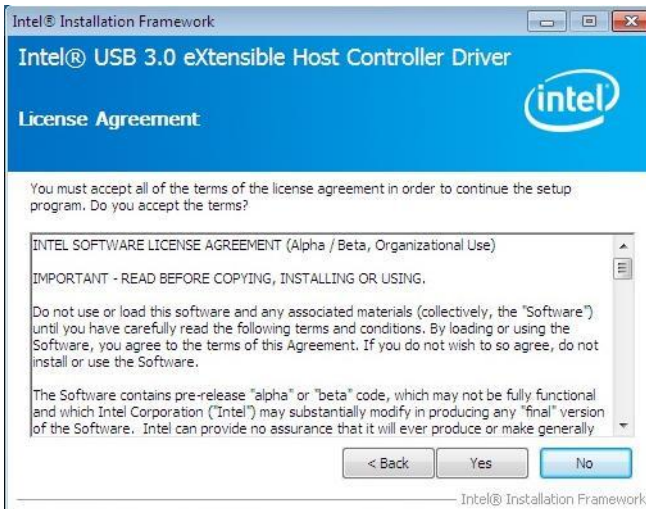 Intel® Installation Framework
Intel® USB 3.0 eXtensible Host Controller Driver
intel
License Agreement
You must accept all of the terms of the license agreement in order to continue the setup
program. Do you accept the terms?
INTEL SOFTWARE LICENSE AGREEMENT (Alpha / Beta, Organizational Use)
IMPORTANT - READ BEFORE COPYING, INSTALLING OR USING.
Do not use or load this software and any associated materials (collectively, the "Software")
until you have carefully read the following terms and conditions. By loading or using the
Software, you agree to the terms of this Agreement. If you do not wish to so agree, do not
install or use the Software.
The Software contains pre-release "alpha" or "beta" code, which may not be fully functional
and which Intel Corporation ("Intel") may substantially modify in producing any "final" version
of the Software. Intel can provide no assurance that it will ever produce or make generally
< Back Yes No
Intel® Installation Framework